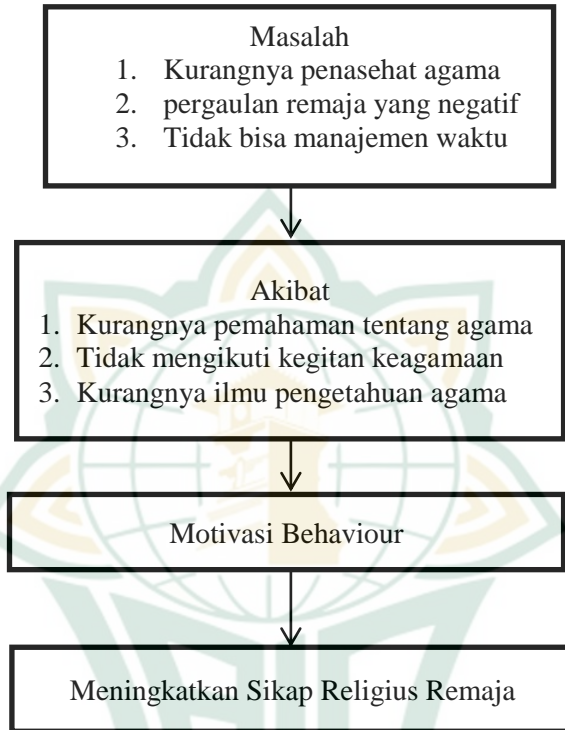 Masalah
1. Kurangnya penasehat agama
2. pergaulan remaja yang negatif
3. Tidak bisa manajemen waktu
Akibat
1. Kurangnya pemahaman tentang agama
2. Tidak mengikuti kegitan keagamaan
3. Kurangnya ilmu pengetahuan agama
Motivasi Behaviour
Meningkatkan Sikap Religius Remaja